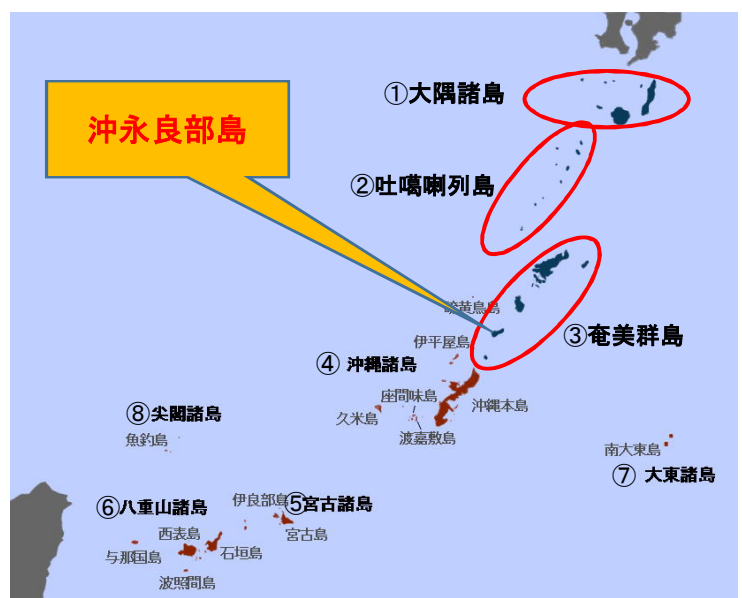 ①大隅諸島
沖永良部島
②吐噶喇列島
硫黄鳥島
③奄美群島
伊平屋島
④ 沖縄諸島
座間味島
沖縄本島
久米島
渡嘉敷島
⑧尖閣諸島
魚釣島
南大東島
⑦ 大東諸島
伊良部島
⑤宮古諸島
⑥八重山諸島
宮古島
西表島
与那国島
石垣島
波照間島